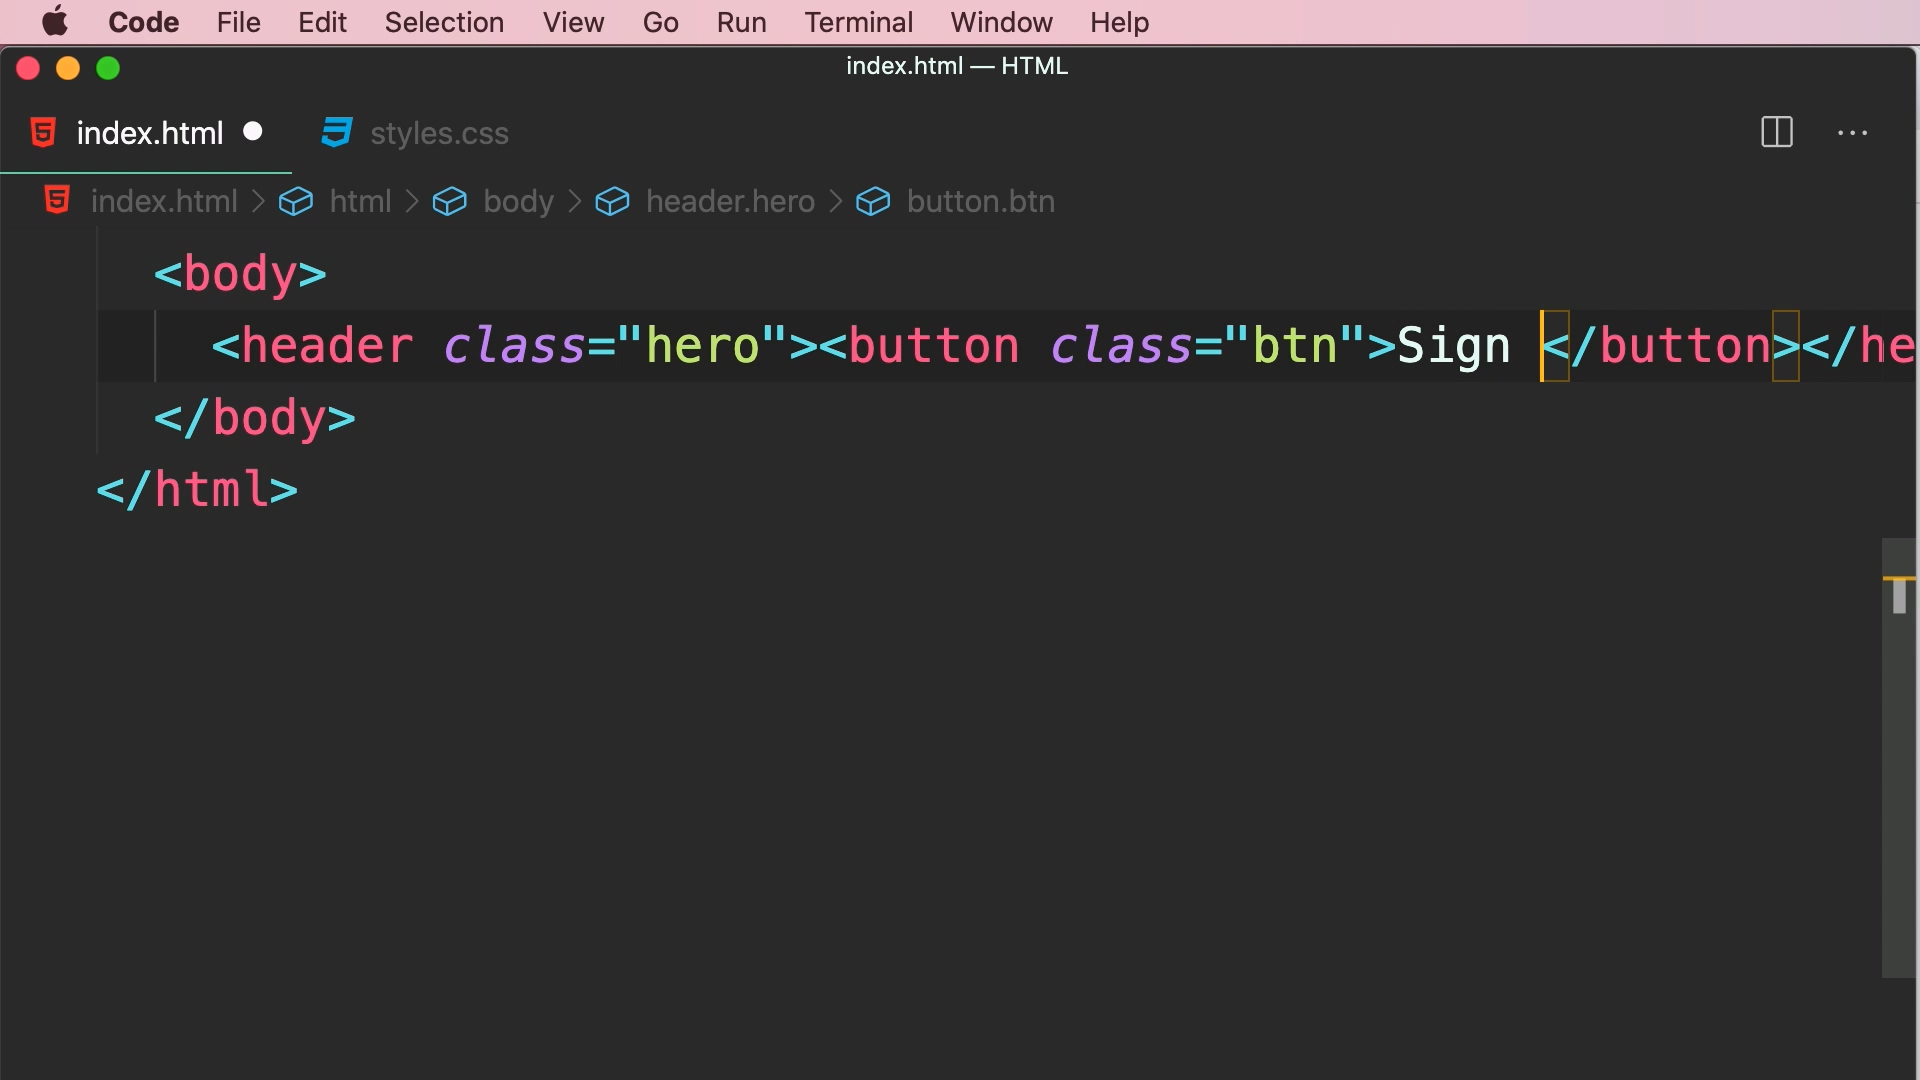 Code File Edit Selection View Go Run Terminal Window Help
index.html — HTML
index.html styles.css
index.html > html > body > header.hero > button.btn
<body>
<header class="hero"><button class="btn">Sign </button></he
</body>
</html>